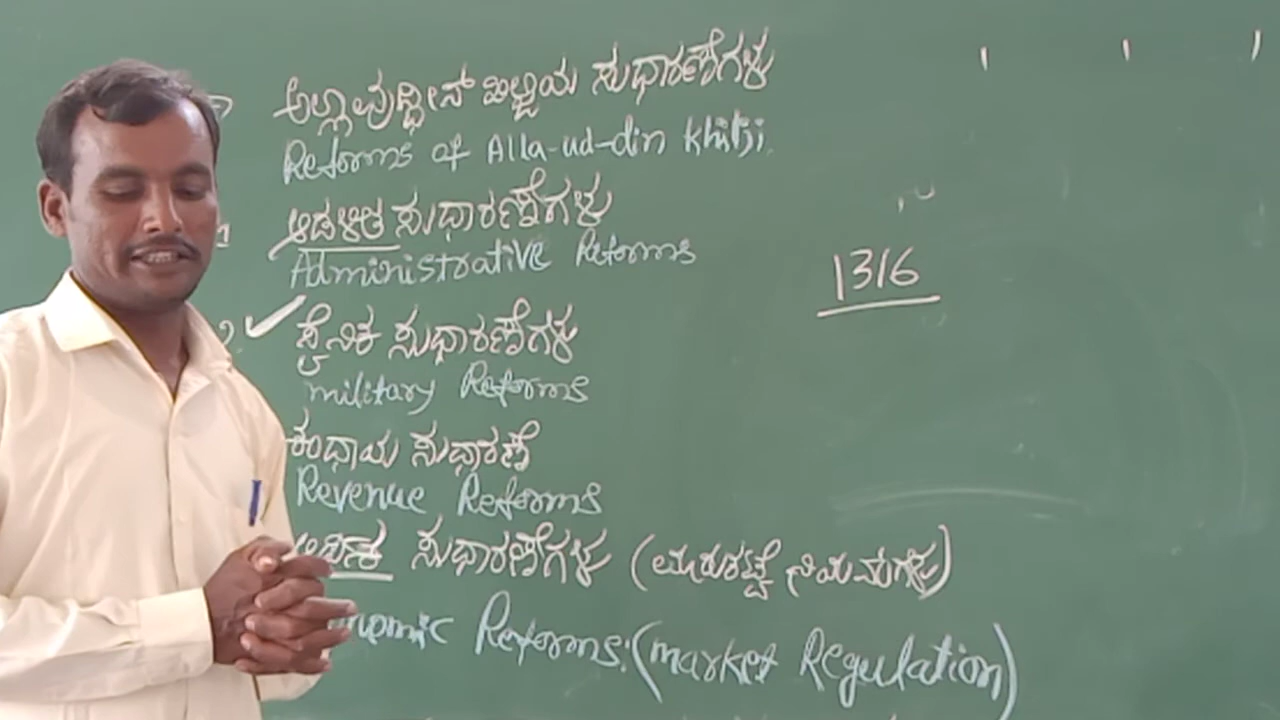 ಅಲ್ಲಾವುದ್ದೀನ್ ಖಿಲ್ಜಿಯ ಸುಧಾರಣೆಗಳು
Reforms of Alla-ud-din Khilji.
ಆಡಳಿತ ಸುಧಾರಣೆಗಳು
Administrative Reforms
1316
ಸೈನಿಕ ಸುಧಾರಣೆಗಳು
military Reforms
ಕಂದಾಯ ಸುಧಾರಣೆ
Revenue Reforms
ಸುಧಾರಣೆಗಳು (ಮಾರುಕಟ್ಟೆ ನಿಯಮಗಳು)
Reforms:(market Regulation)